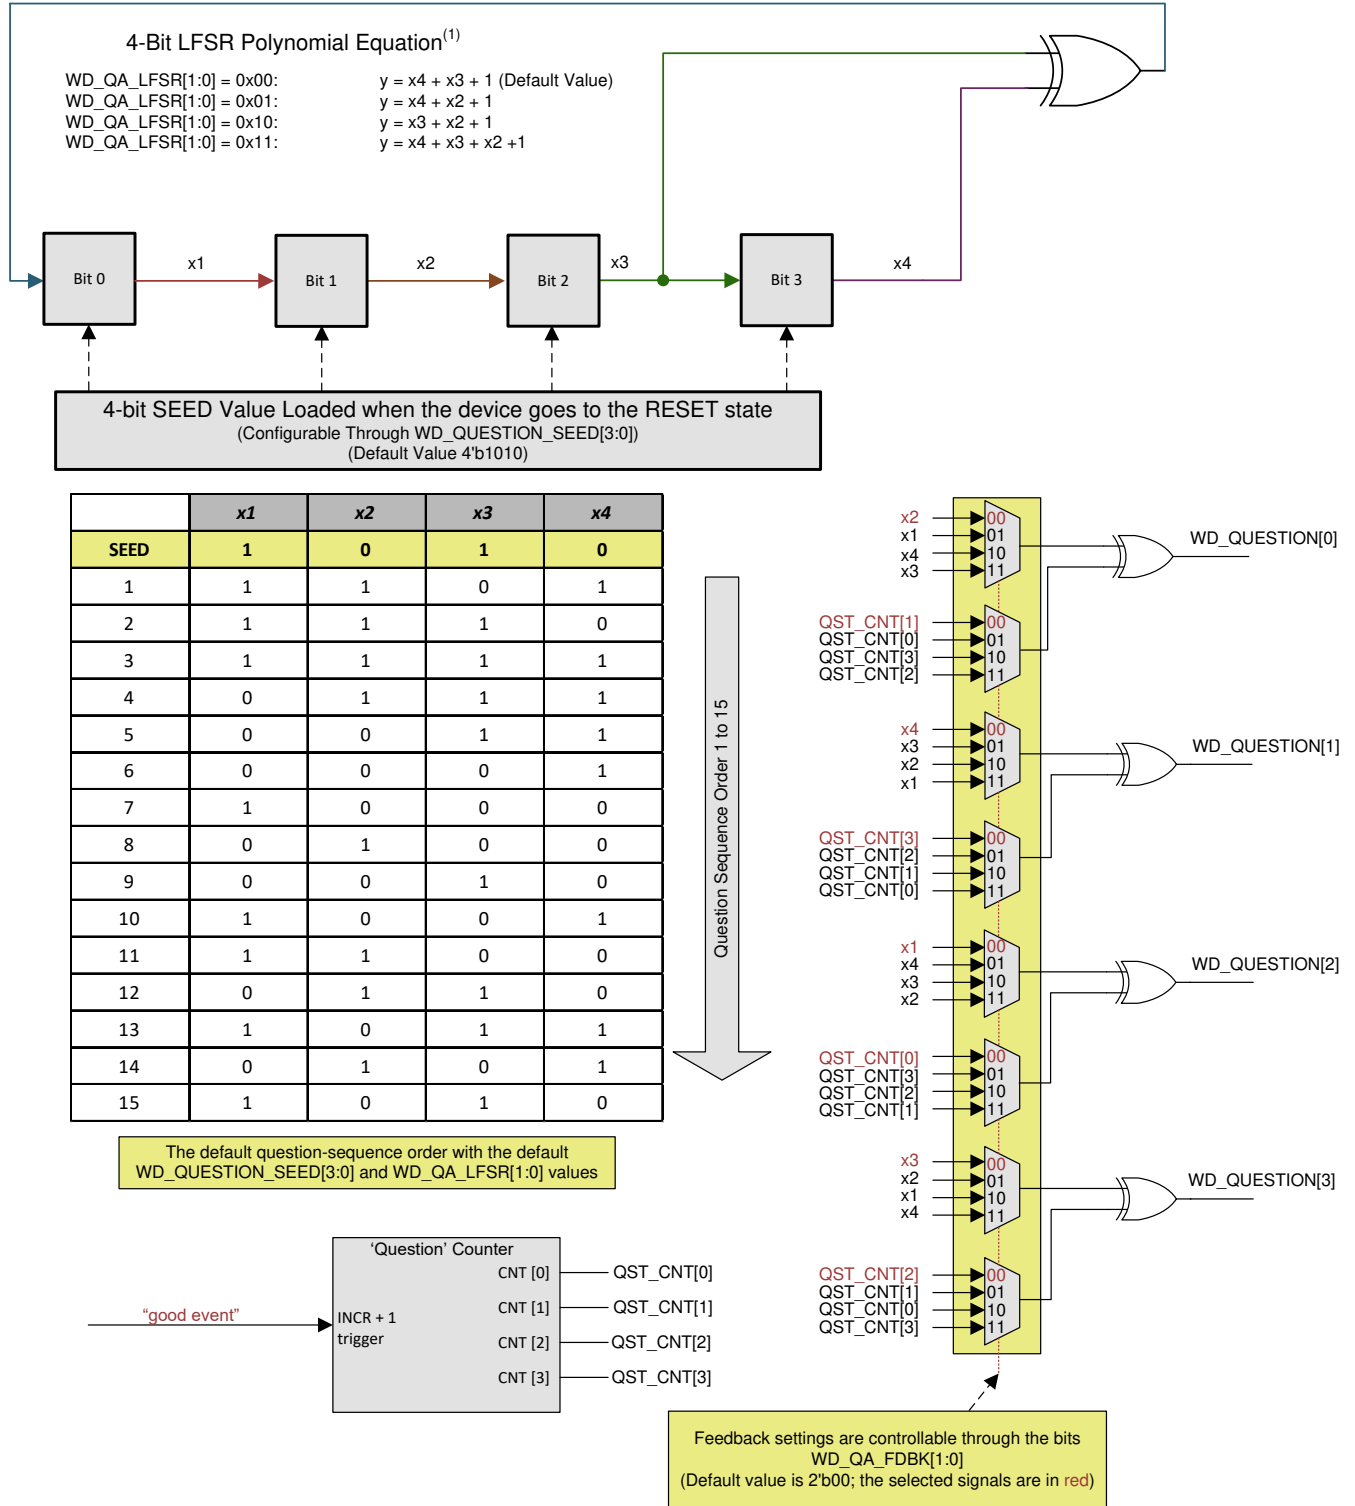 4-Bit LFSR Polynomial Equation(1)
WD_QA_LFSR[1:0] = 0x00: y = x4 + x3 + 1 (Default Value)
WD_QA_LFSR[1:0] = 0x01: y = x4 + x2 + 1
WD_QA_LFSR[1:0] = 0x10: y = x3 + x2 + 1
WD_QA_LFSR[1:0] = 0x11: y = x4 + x3 + x2 +1
Bit 0
x1
Bit 1
x2
Bit 2
x3
Bit 3
x4
4-bit SEED Value Loaded when the device goes to the RESET state
(Configurable Through WD_QUESTION_SEED[3:0])
(Default Value 4'b1010)
x1 x2 x3 x4
SEED 1 0 1 0
1 1 1 0 1
2 1 1 1 0
3 1 1 1 1
4 0 1 1 1
5 0 0 1 1
6 0 0 0 1
7 1 0 0 0
8 0 1 0 0
9 0 0 1 0
10 1 0 0 1
11 1 1 0 0
12 0 1 1 0
13 1 0 1 1
14 0 1 0 1
15 1 0 1 0
Question Sequence Order 1 to 15
The default question-sequence order with the default
WD_QUESTION_SEED[3:0] and WD_QA_LFSR[1:0] values
x2 00
x1 01
x4 10
x3 11
WD_QUESTION[0]
QST_CNT[1] 00
QST_CNT[0] 01
QST_CNT[3] 10
QST_CNT[2] 11
x4 00
x3 01
x2 10
x1 11
WD_QUESTION[1]
QST_CNT[3] 00
QST_CNT[2] 01
QST_CNT[1] 10
QST_CNT[0] 11
x1 00
x4 01
x3 10
x2 11
WD_QUESTION[2]
QST_CNT[0] 00
QST_CNT[3] 01
QST_CNT[2] 10
QST_CNT[1] 11
x3 00
x2 01
x1 10
x4 11
WD_QUESTION[3]
QST_CNT[2] 00
QST_CNT[1] 01
QST_CNT[0] 10
QST_CNT[3] 11
'Question' Counter
CNT [0] QST_CNT[0]
CNT [1] QST_CNT[1]
CNT [2] QST_CNT[2]
CNT [3] QST_CNT[3]
“good event”
INCR + 1
trigger
Feedback settings are controllable through the bits
WD_QA_FDBK[1:0]
(Default value is 2'b00; the selected signals are in red)